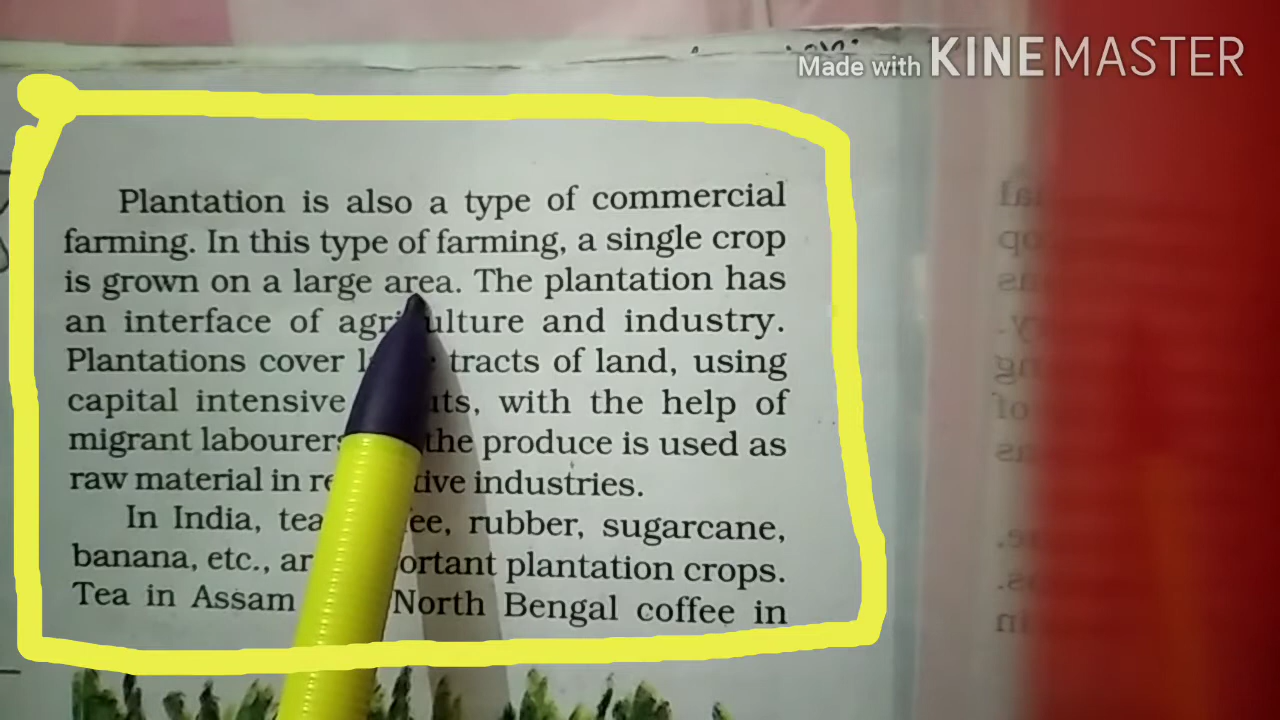 Made with KINEMASTER
Plantation is also a type of commercial
farming. In this type of farming, a single crop
is grown on a large area. The plantation has
an interface of agriculture and industry.
Plantations cover tracts of land, using
capital intensive with the help of
migrant labourers the produce is used as
raw material in industries.
In India, tea, rubber, sugarcane,
banana, etc., plantation crops.
Tea in Assam North Bengal coffee in